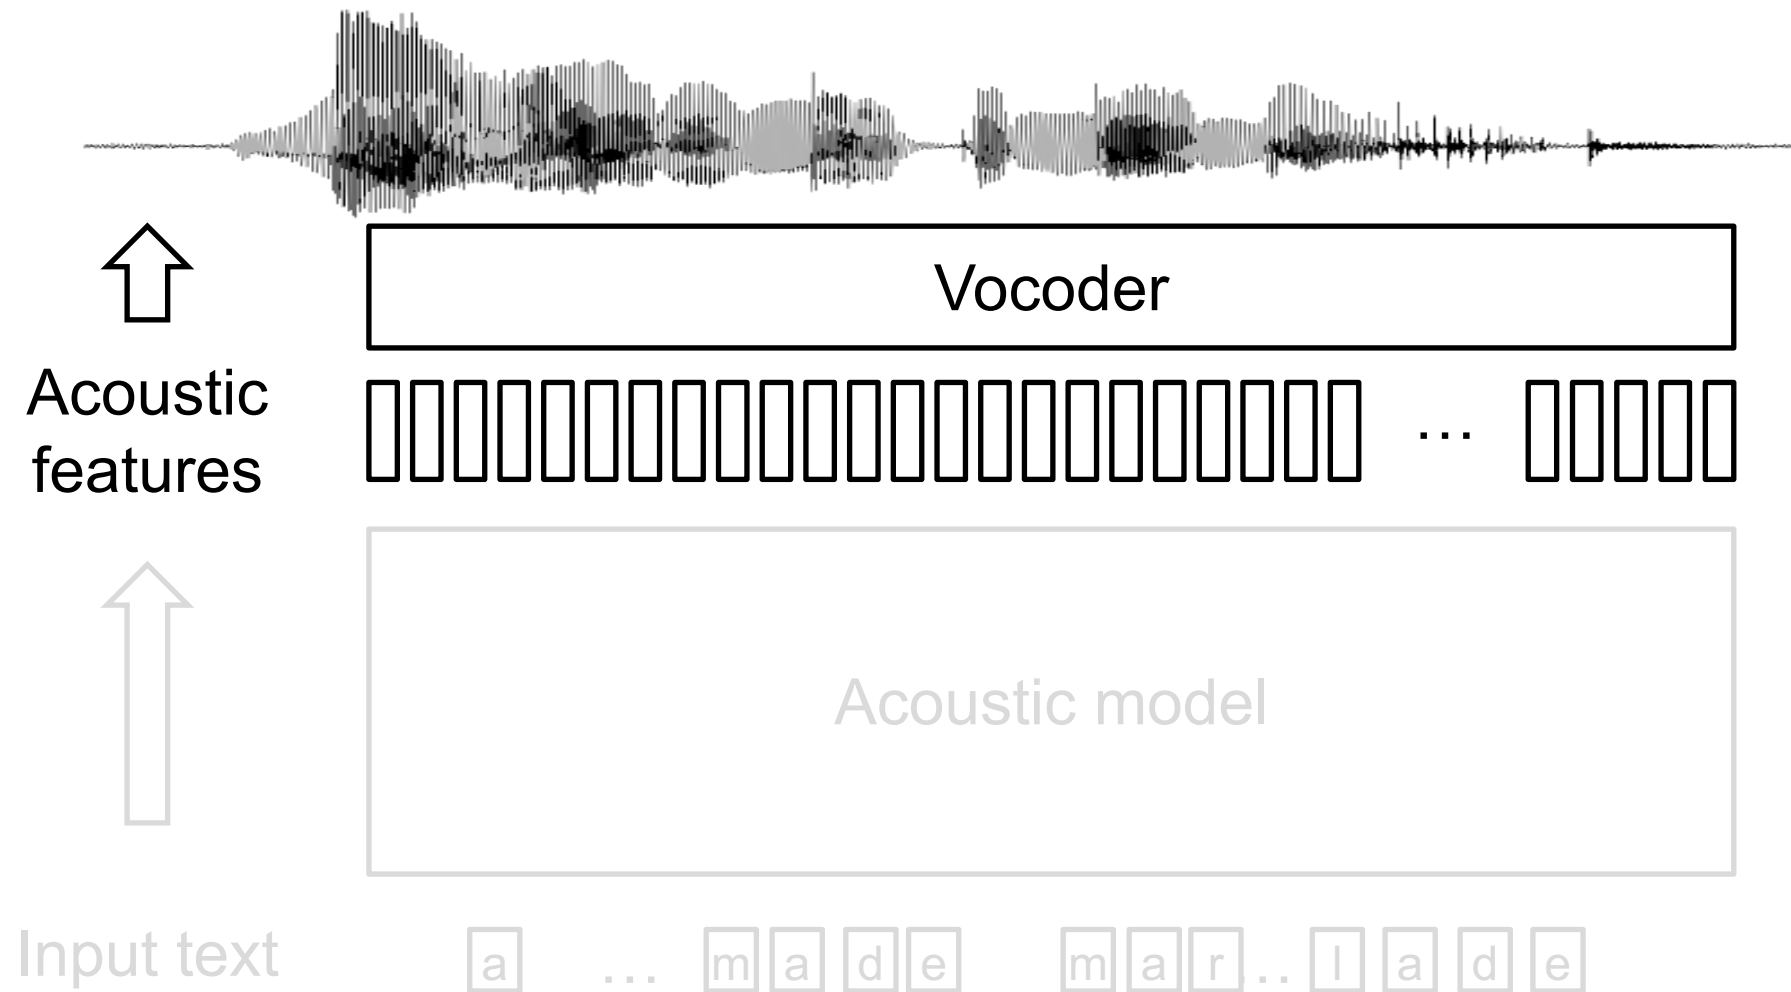 Vocoder
Acoustic
features
…
Acoustic model
Input text a … m a d e m a r … l a d e